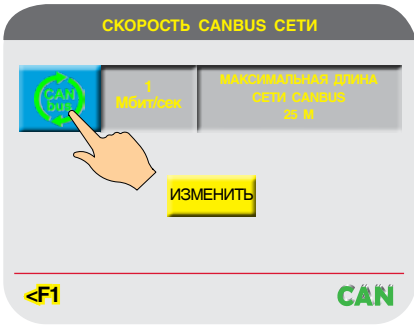 СКОРОСТЬ CANBUS СЕТИ
CAN
bus
1
Мбит/сек
МАКСИМАЛЬНАЯ ДЛИНА
СЕТИ CANBUS
25 М
ИЗМЕНИТЬ
<F1
CAN